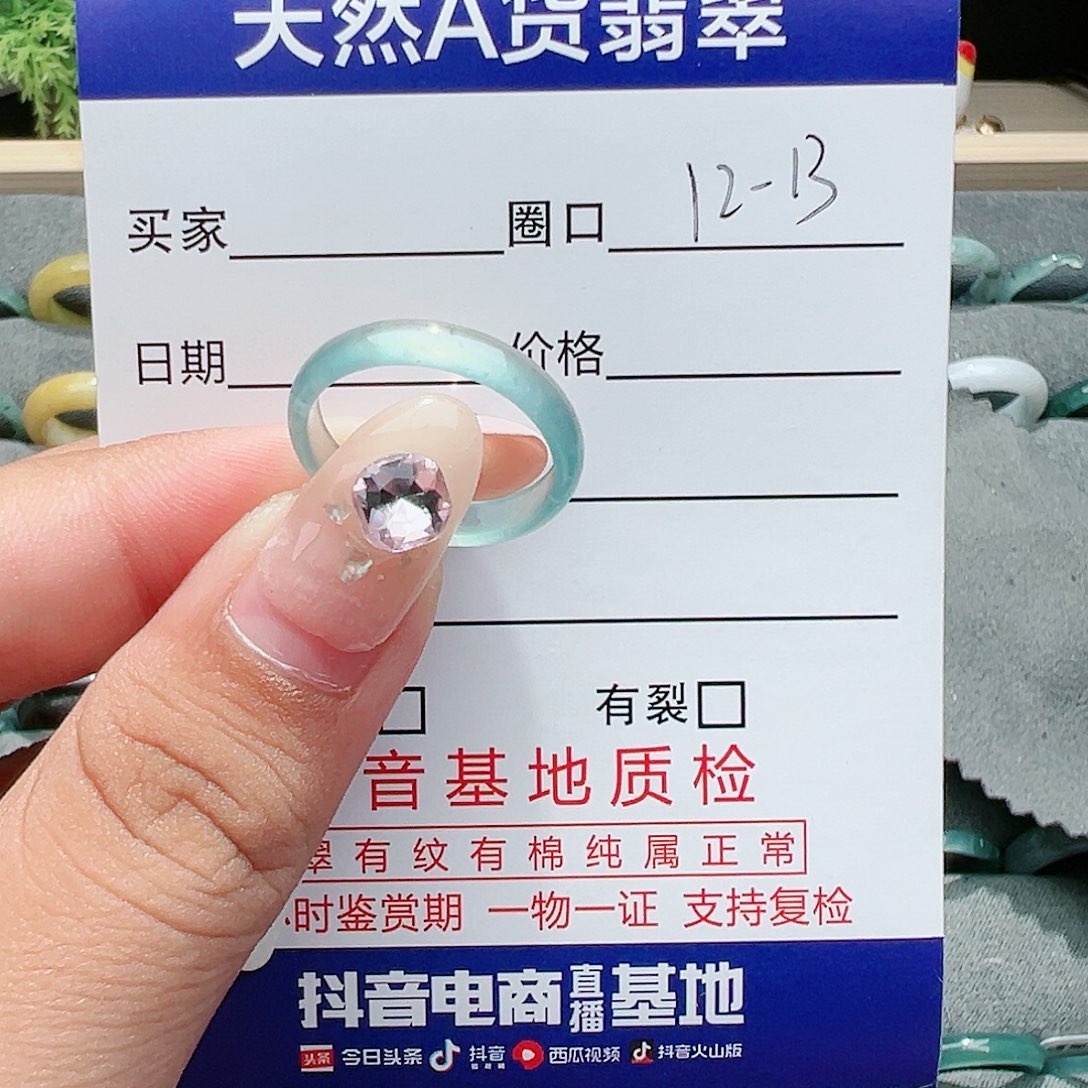 天然A货翡翠
买家 圈口 12-13
日期 价格
有裂
音基地质检
翠有纹有棉纯属正常
时鉴赏期 一物一证 支持复检
抖音电商直播基地
头条 今日头条 抖音 西瓜视频 抖音火山版